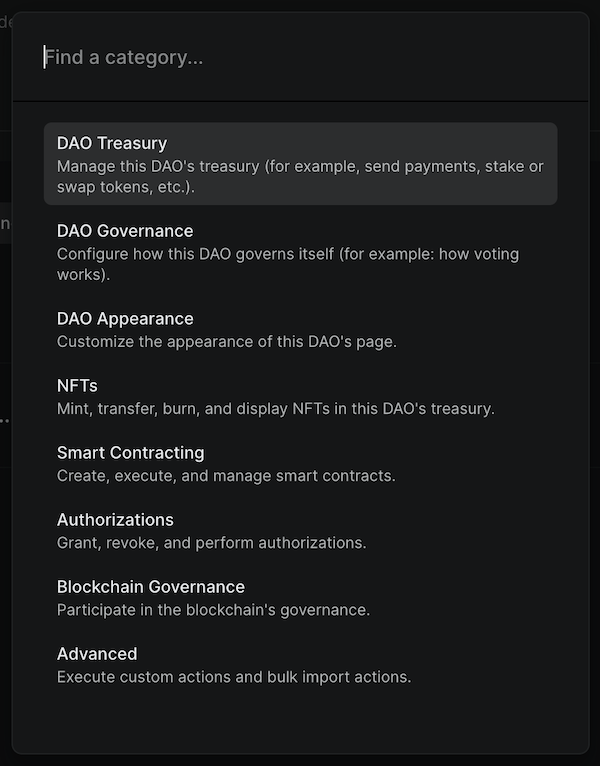 Find a category...
DAO Treasury
Manage this DAO's treasury (for example, send payments, stake or
swap tokens, etc.).
DAO Governance
Configure how this DAO governs itself (for example: how voting
works).
DAO Appearance
Customize the appearance of this DAO's page.
NFTs
Mint, transfer, burn, and display NFTs in this DAO's treasury.
Smart Contracting
Create, execute, and manage smart contracts.
Authorizations
Grant, revoke, and perform authorizations.
Blockchain Governance
Participate in the blockchain's governance.
Advanced
Execute custom actions and bulk import actions.